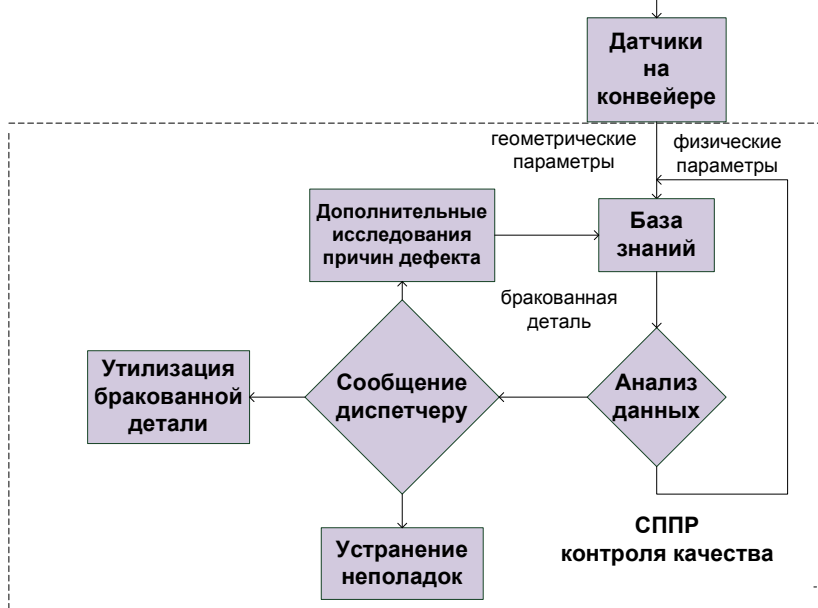 Датчики
на
конвейере
геометрические
параметры
физические
параметры
Дополнительные
исследования
причин дефекта
База
знаний
бракованная
деталь
Утилизация
бракованной
детали
Сообщение
диспетчеру
Анализ
данных
Устранение
неполадок
СППР
контроля качества